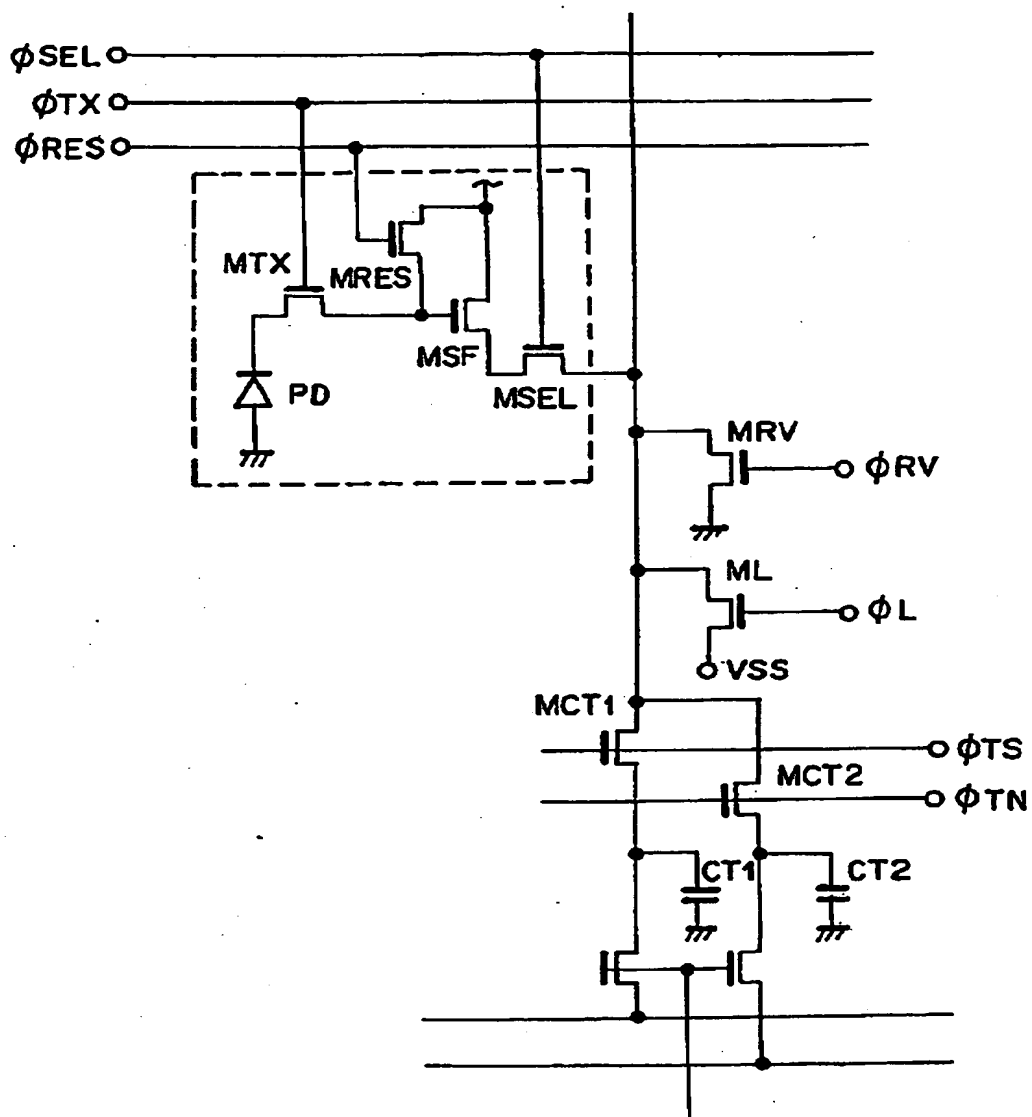 φSEL
φTX
φRES
MTX
MRES
MSF
PD
MSEL
MRV
φRV
ML
φL
VSS
MCT1
φTS
MCT2
φTN
CT1
CT2